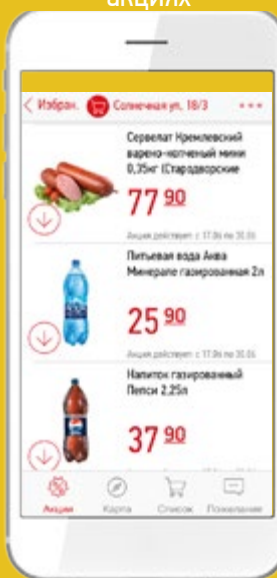 акциях
Избран. Солнечная ул. 18/3
Сервелат Кремлевский
варено-копченый мини
0,35кг (Стародворские
77 90
Акция действует с 17.06 по 30.06
Питьевая вода Аква
Минерале газированная 2л
25 90
Акция действует с 17.06 по 30.06
Напиток газированный
Пепси 2,25л
37 90
Акции Карта Список Пожелания